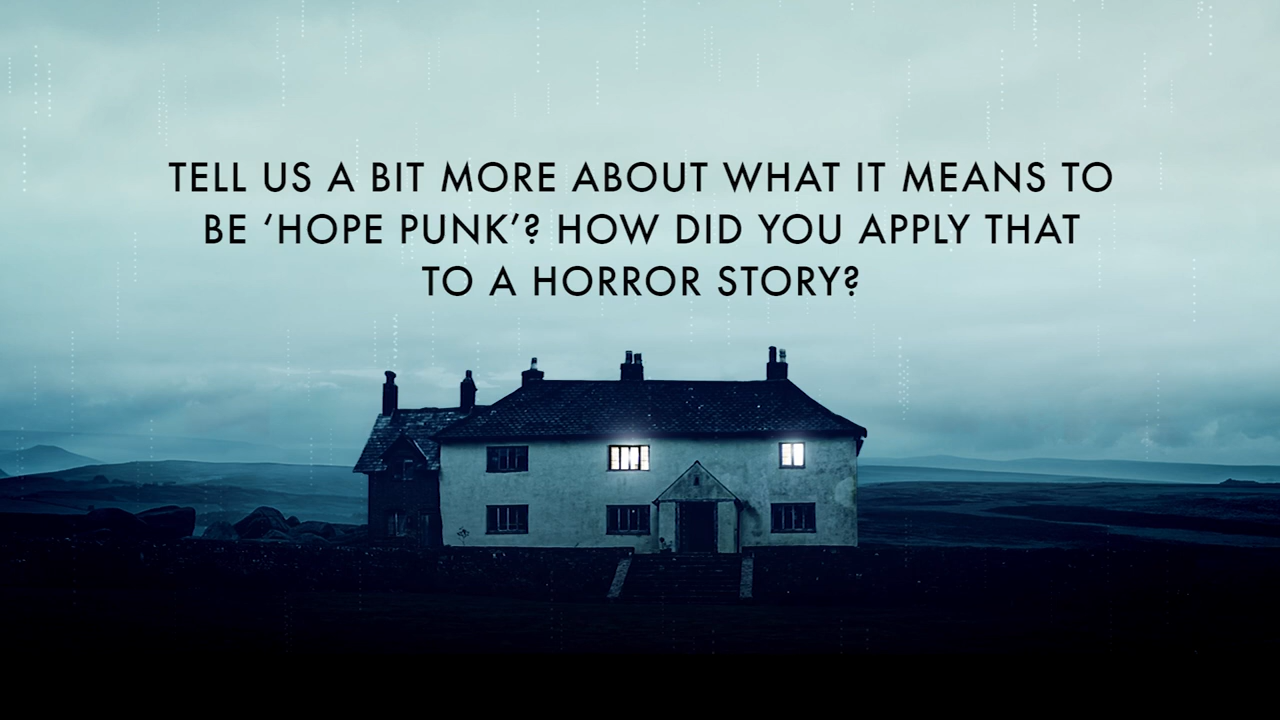 TELL US A BIT MORE ABOUT WHAT IT MEANS TO
BE ‘HOPE PUNK’? HOW DID YOU APPLY THAT
TO A HORROR STORY?